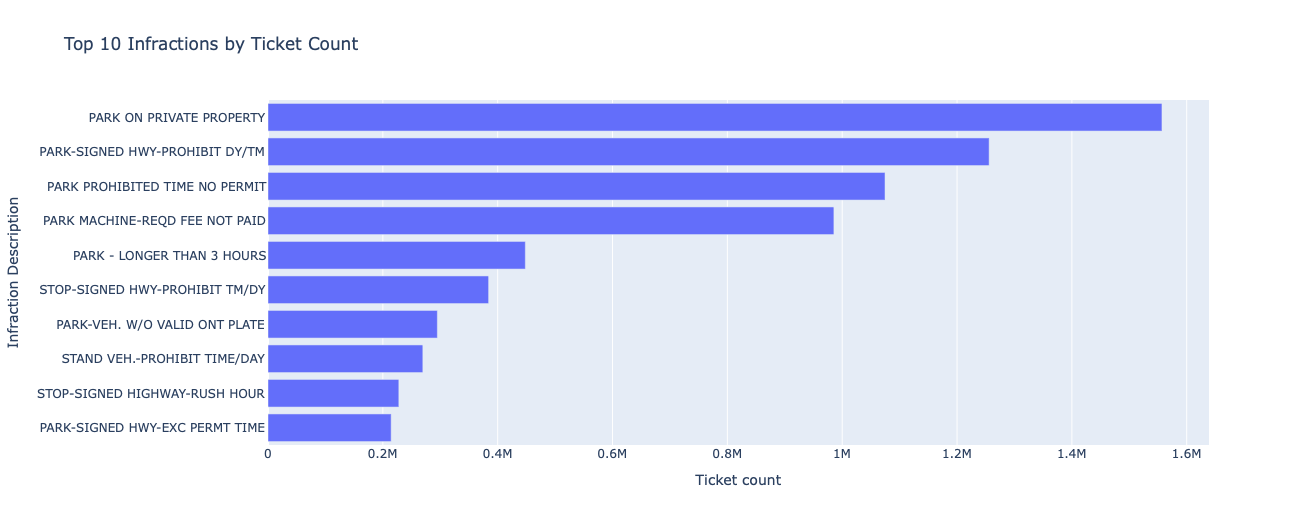 Top 10 Infractions by Ticket Count
Infraction Description
PARK ON PRIVATE PROPERTY
PARK-SIGNED HWY-PROHIBIT DY/TM
PARK PROHIBITED TIME NO PERMIT
PARK MACHINE-REQD FEE NOT PAID
PARK - LONGER THAN 3 HOURS
STOP-SIGNED HWY-PROHIBIT TM/DY
PARK-VEH. W/O VALID ONT PLATE
STAND VEH.-PROHIBIT TIME/DAY
STOP-SIGNED HIGHWAY-RUSH HOUR
PARK-SIGNED HWY-EXC PERMT TIME
0 0.2M 0.4M 0.6M 0.8M 1M 1.2M 1.4M 1.6M
Ticket count